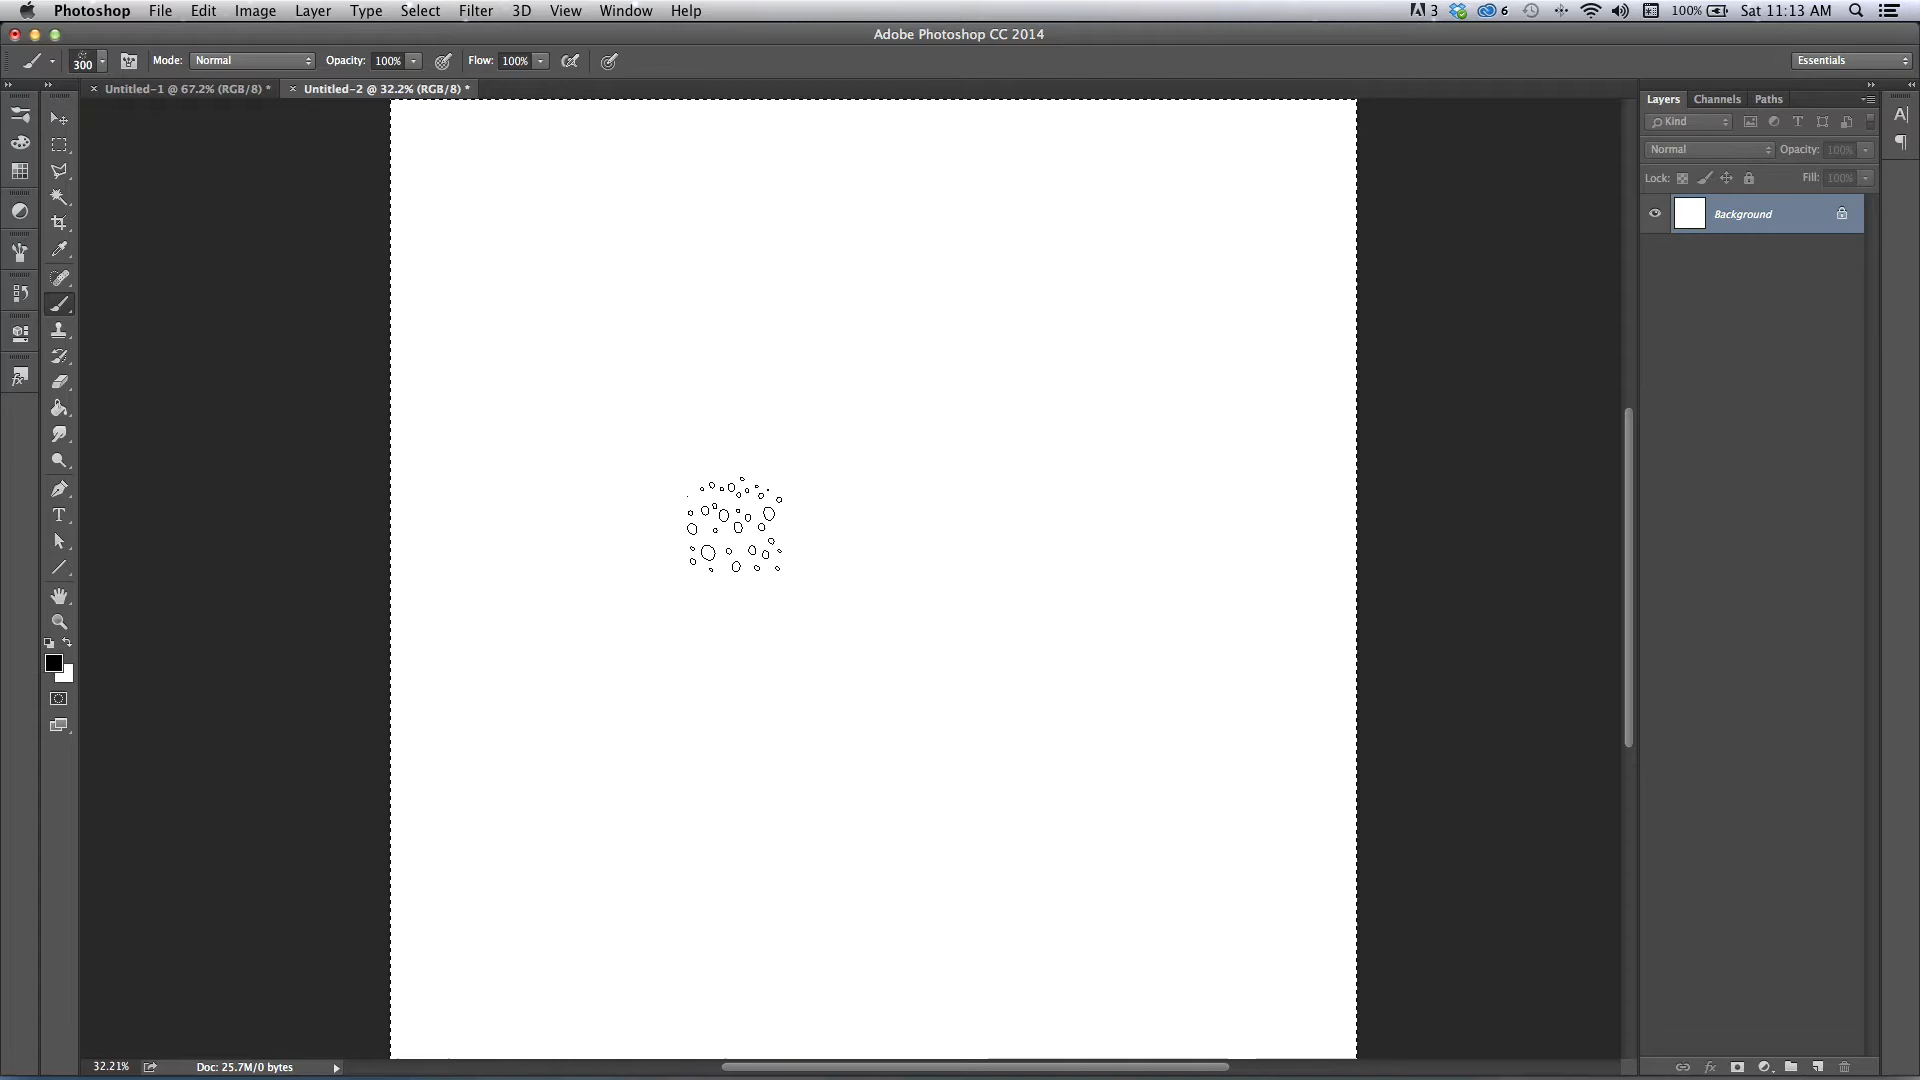 Photoshop File Edit Image Layer Type Select Filter 3D View Window Help 3 6 100% Sat 11:13 AM
Adobe Photoshop CC 2014
300 Mode: Normal Opacity: 100% Flow: 100% Essentials
Untitled-1 @ 67.2% (RGB/8) * Untitled-2 @ 32.2% (RGB/8) *
Layers Channels Paths
Kind
Normal Opacity: 100%
Lock: Fill: 100%
Background
32.21% Doc: 25.7M/0 bytes